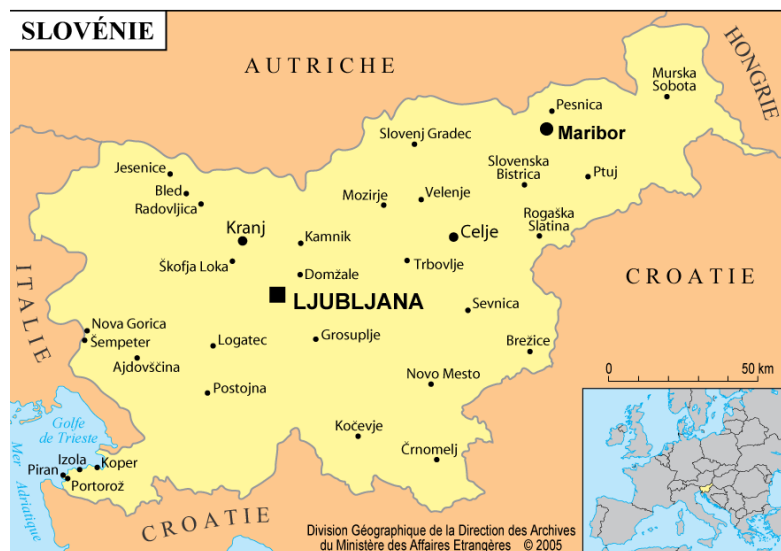 SLOVÉNIE
AUTRICHE
HONGRIE
Murska
Sobota
Pesnica
Maribor
Slovenj Gradec
Slovenska
Bistrica
Ptuj
Jesenice
Bled
Radovljica
Mozirje
Velenje
Rogaška
Slatina
Kranj
Kamnik
Celje
Škofja Loka
Domžale
Trbovlje
CROATIE
ITALIE
LJUBLJANA
Sevnica
Nova Gorica
Šempeter
Ajdovščina
Logatec
Grosuplje
Brežice
0 50 km
Postojna
Novo Mesto
Golfe
de Trieste
Kočevje
Črnomelj
Mer Adriatique
Izola
Koper
Piran
Portorož
CROATIE
Division Géographique de la Direction des Archives
du Ministère des Affaires Etrangères © 2005